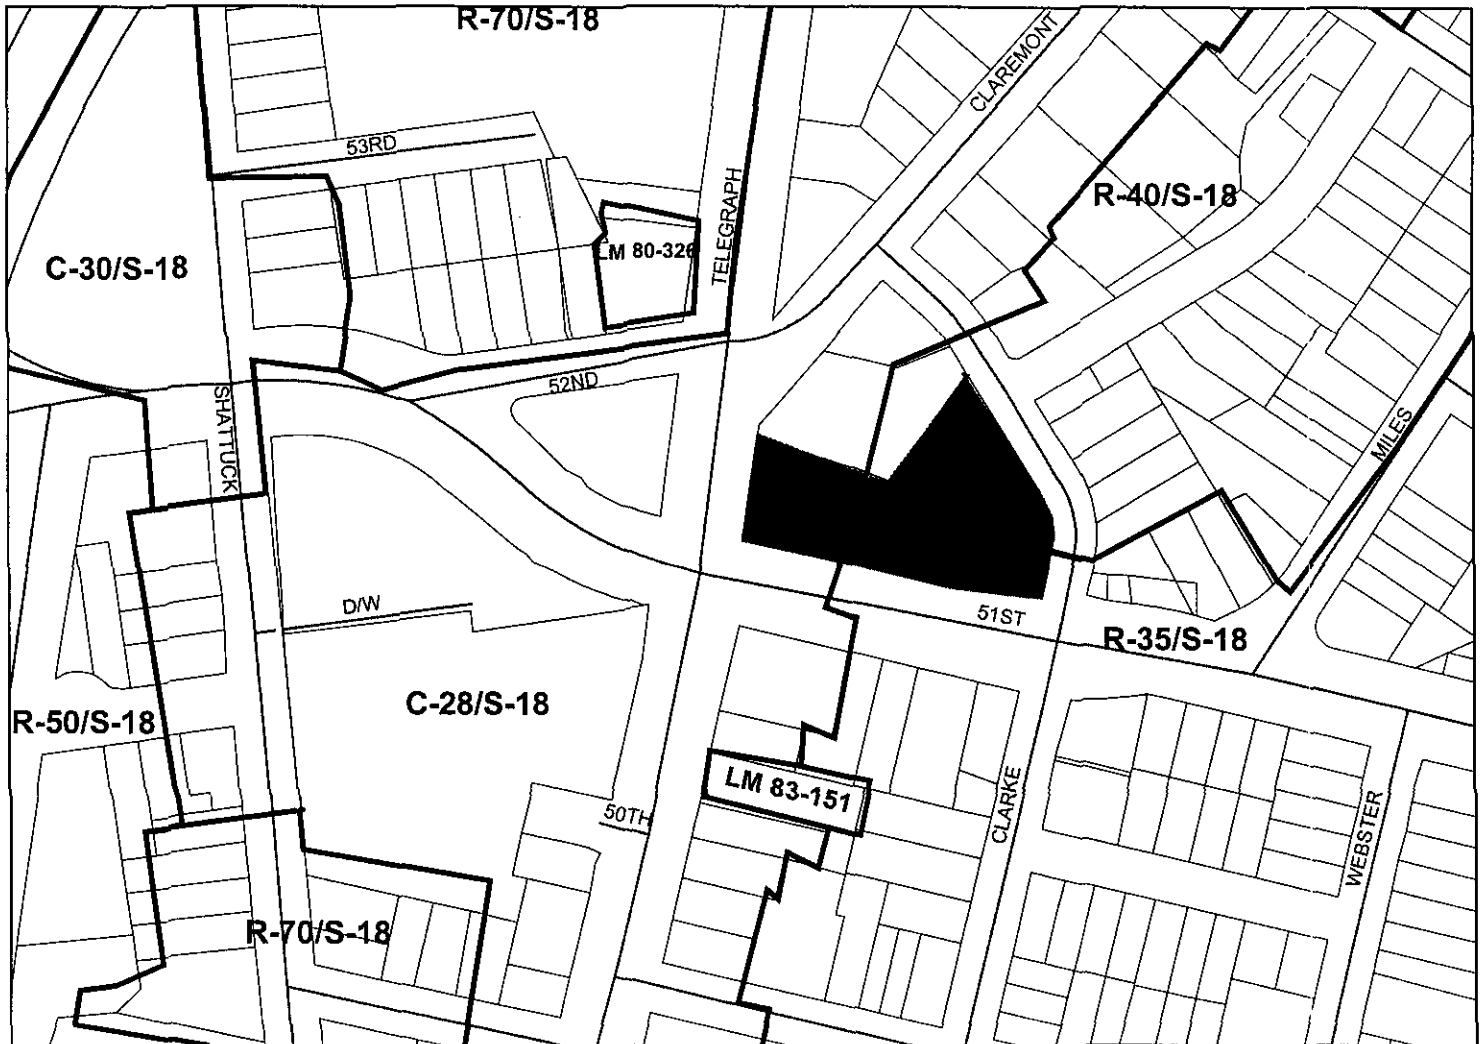 R-70/S-18
CLAREMONT
53RD
TELEGRAPH
R-40/S-18
LM 80-326
C-30/S-18
52ND
SHATTUCK
MILES
D/W
51ST
R-35/S-18
C-28/S-18
R-50/S-18
LM 83-151
50TH
CLARKE
WEBSTER
R-70/S-18